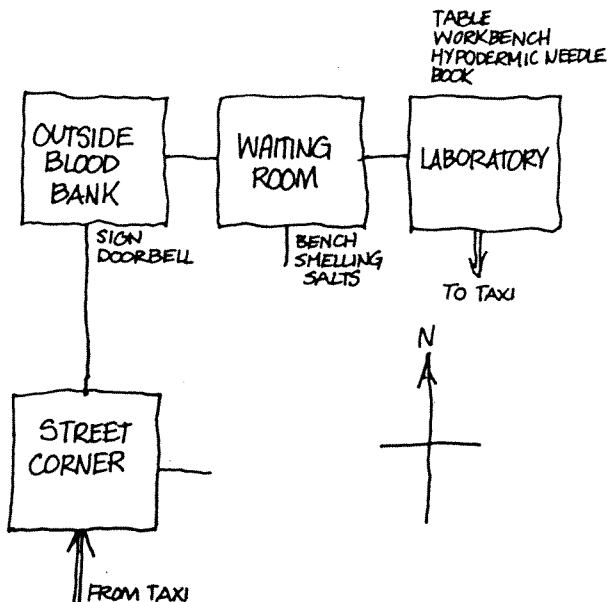 TABLE
WORKBENCH
HYPODERMIC NEEDLE
BOOK
OUTSIDE
BLOOD
BANK
WAITING
ROOM
LABORATORY
SIGN
DOORBELL
BENCH
SMELLING
SALTS
TO TAXI
N
STREET
CORNER
FROM TAXI